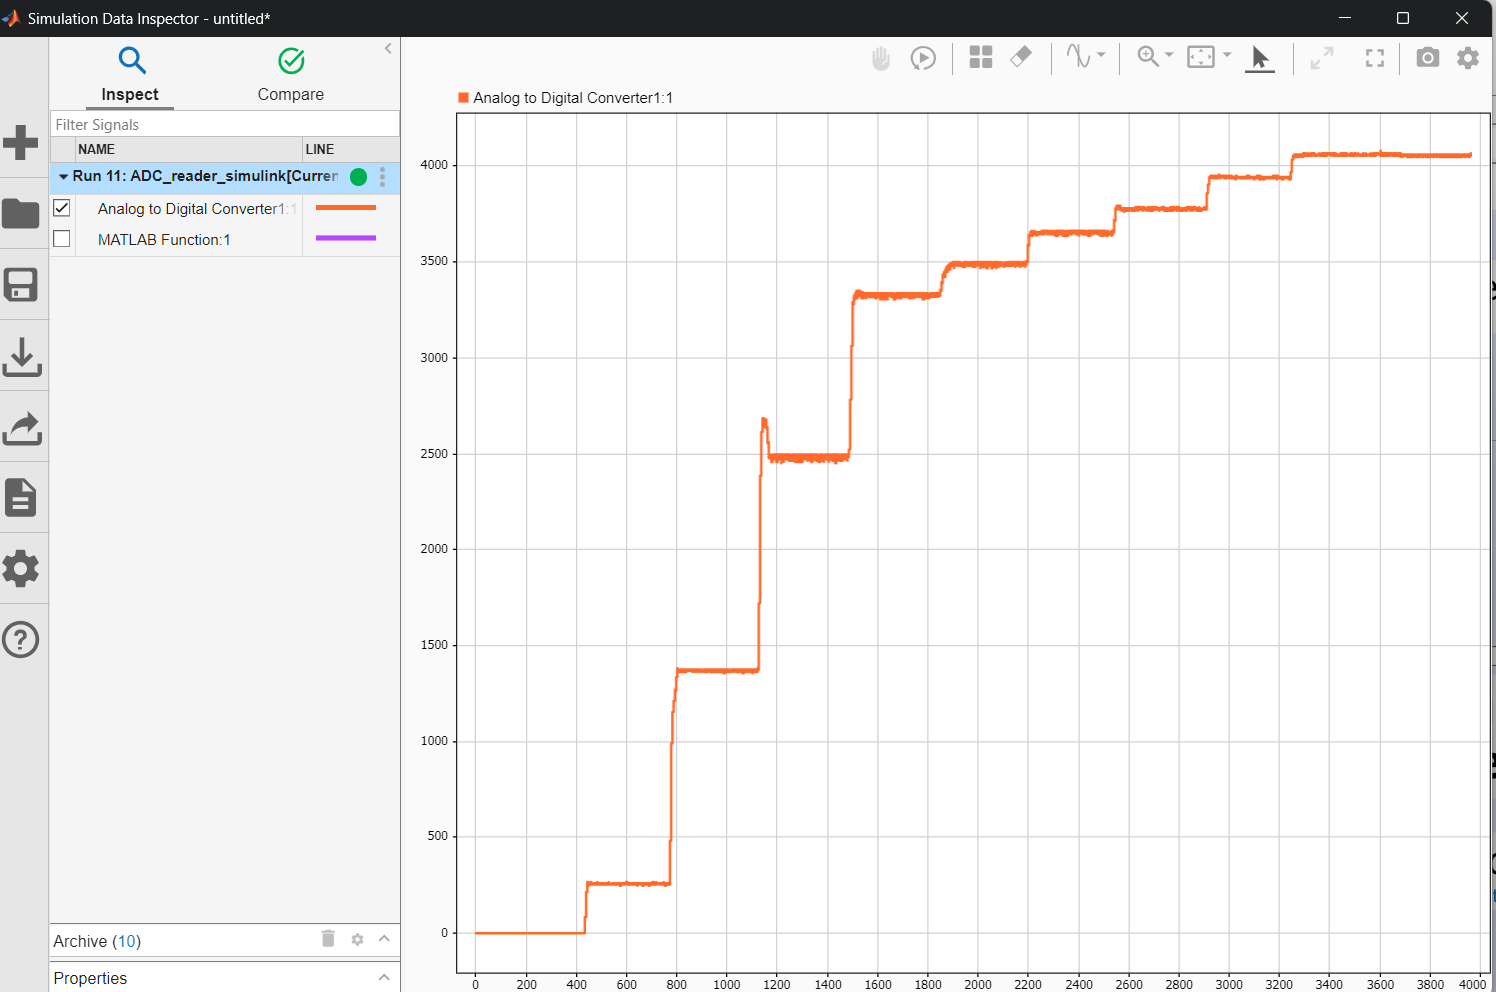 Simulation Data Inspector - untitled*
Inspect
Compare
Filter Signals
NAME
LINE
Run 11: ADC_reader_simulink[Curren
Analog to Digital Converter1:1
MATLAB Function:1
Archive (10)
Properties
Analog to Digital Converter1:1
4000
3500
3000
2500
2000
1500
1000
500
0
0 200 400 600 800 1000 1200 1400 1600 1800 2000 2200 2400 2600 2800 3000 3200 3400 3600 3800 4000